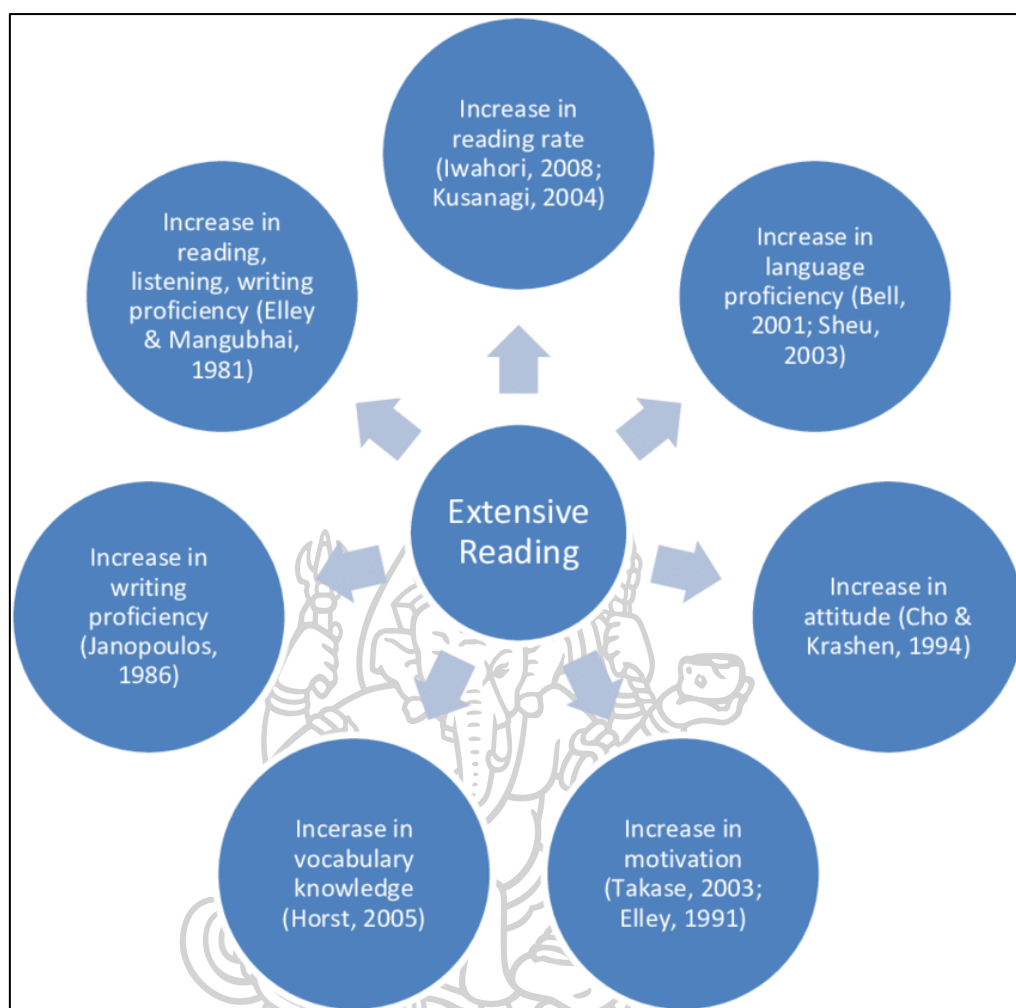 Increase in
reading rate
(Iwahori, 2008;
Kusanagi, 2004)
Increase in
language
proficiency (Bell,
2001; Sheu,
2003)
Increase in
attitude (Cho &
Krashen, 1994)
Increase in
motivation
(Takase, 2003;
Elley, 1991)
Incerase in
vocabulary
knowledge
(Horst, 2005)
Increase in
writing
proficiency
(Janopoulos,
1986)
Increase in
reading,
listening, writing
proficiency (Elley
& Mangubhai,
1981)
Extensive
Reading